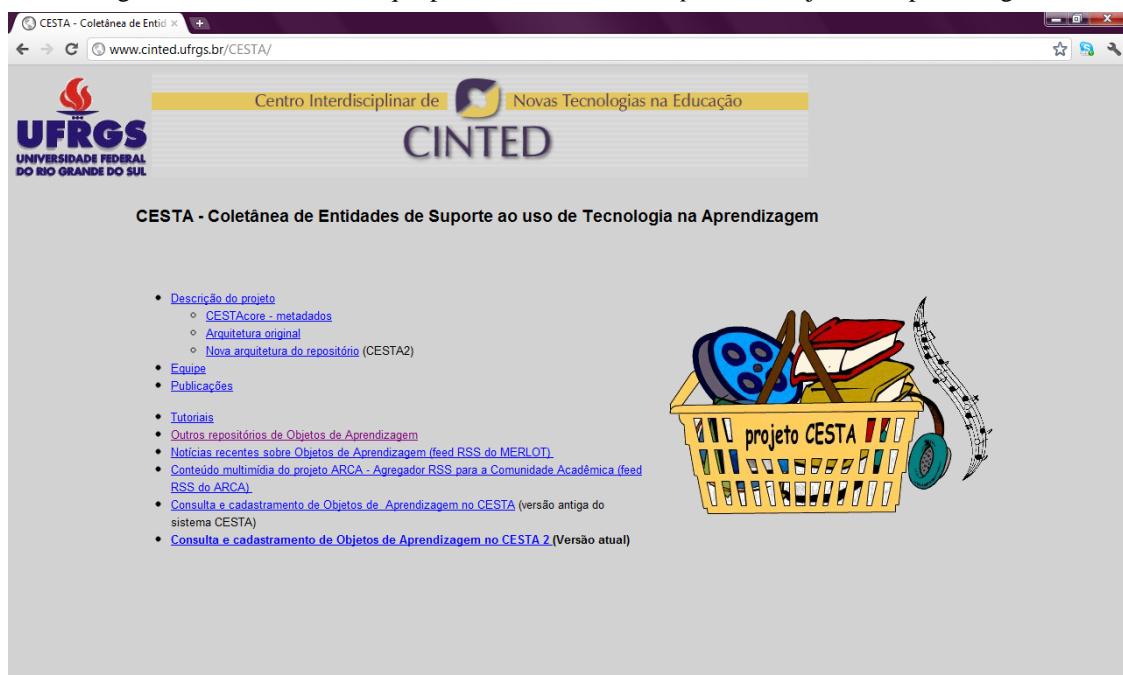 CESTA - Coletânea de Entid
www.cinted.ufrgs.br/CESTA/
UFRGS
UNIVERSIDADE FEDERAL
DO RIO GRANDE DO SUL
Centro Interdisciplinar de Novas Tecnologias na Educação
CINTED
CESTA - Coletânea de Entidades de Suporte ao uso de Tecnologia na Aprendizagem
Descrição do projeto
CESTAcore - metadados
Arquitetura original
Nova arquitetura do repositório (CESTA2)
Equipe
Publicações
Tutoriais
Outros repositórios de Objetos de Aprendizagem
Notícias recentes sobre Objetos de Aprendizagem (feed RSS do MERLOT)
Conteúdo multimídia do projeto ARCA - Agregador RSS para a Comunidade Acadêmica (feed
RSS do ARCA)
Consulta e cadastramento de Objetos de Aprendizagem no CESTA (versão antiga do
sistema CESTA)
Consulta e cadastramento de Objetos de Aprendizagem no CESTA 2 (Versão atual)
projeto CESTA